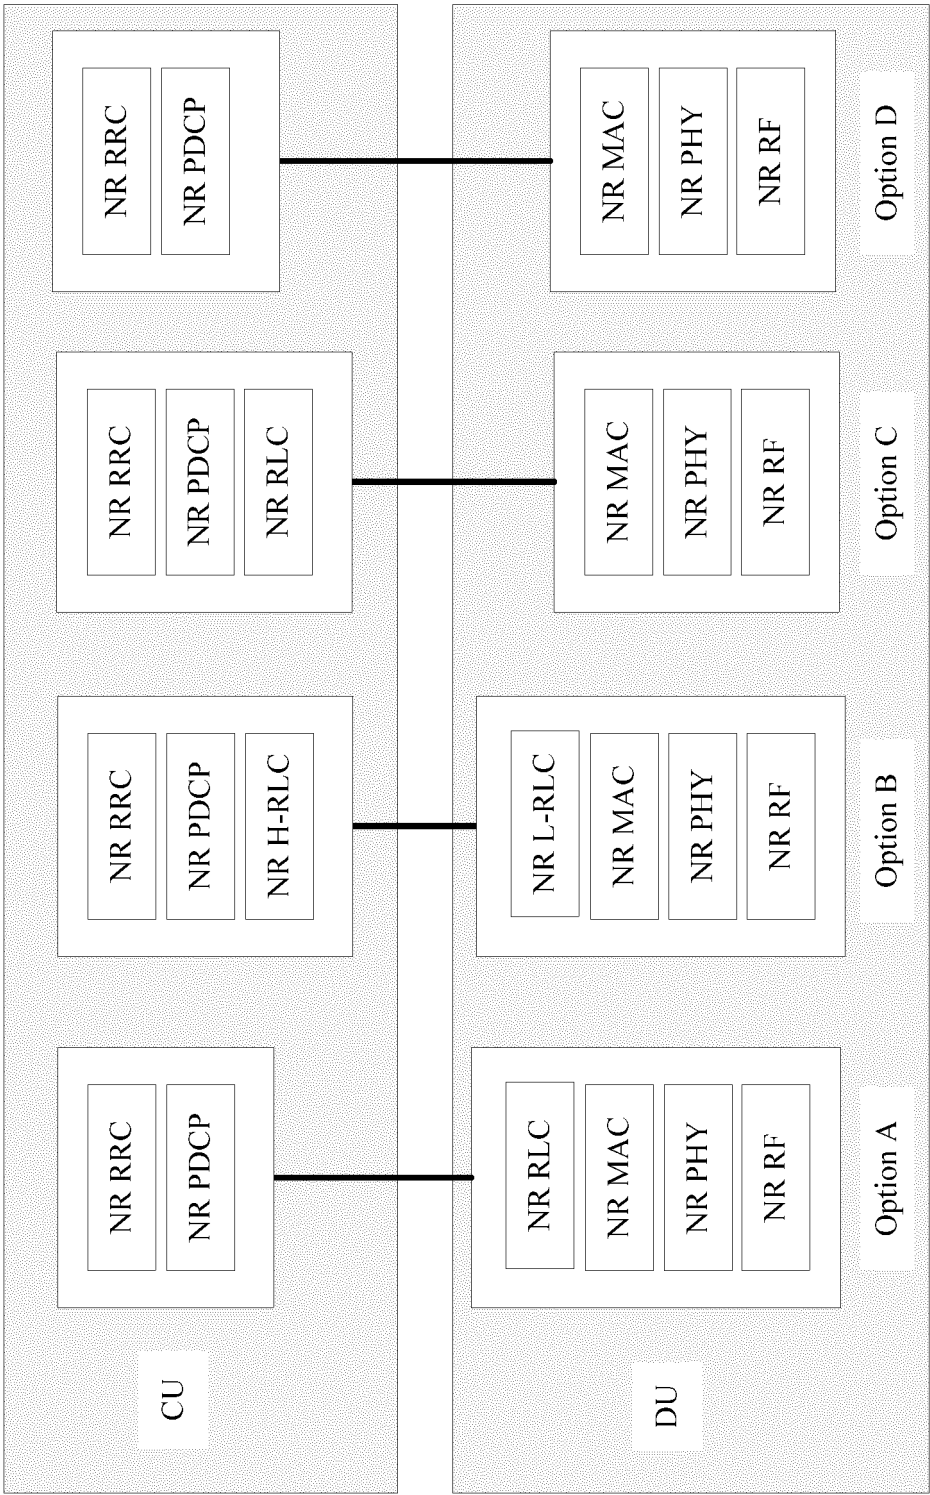 CU
NR RRC
NR PDCP
NR RRC
NR PDCP
NR H-RLC
NR RRC
NR PDCP
NR RLC
NR RRC
NR PDCP
DU
NR RLC
NR MAC
NR PHY
NR RF
NR L-RLC
NR MAC
NR PHY
NR RF
NR MAC
NR PHY
NR RF
NR MAC
NR PHY
NR RF
Option A
Option B
Option C
Option D